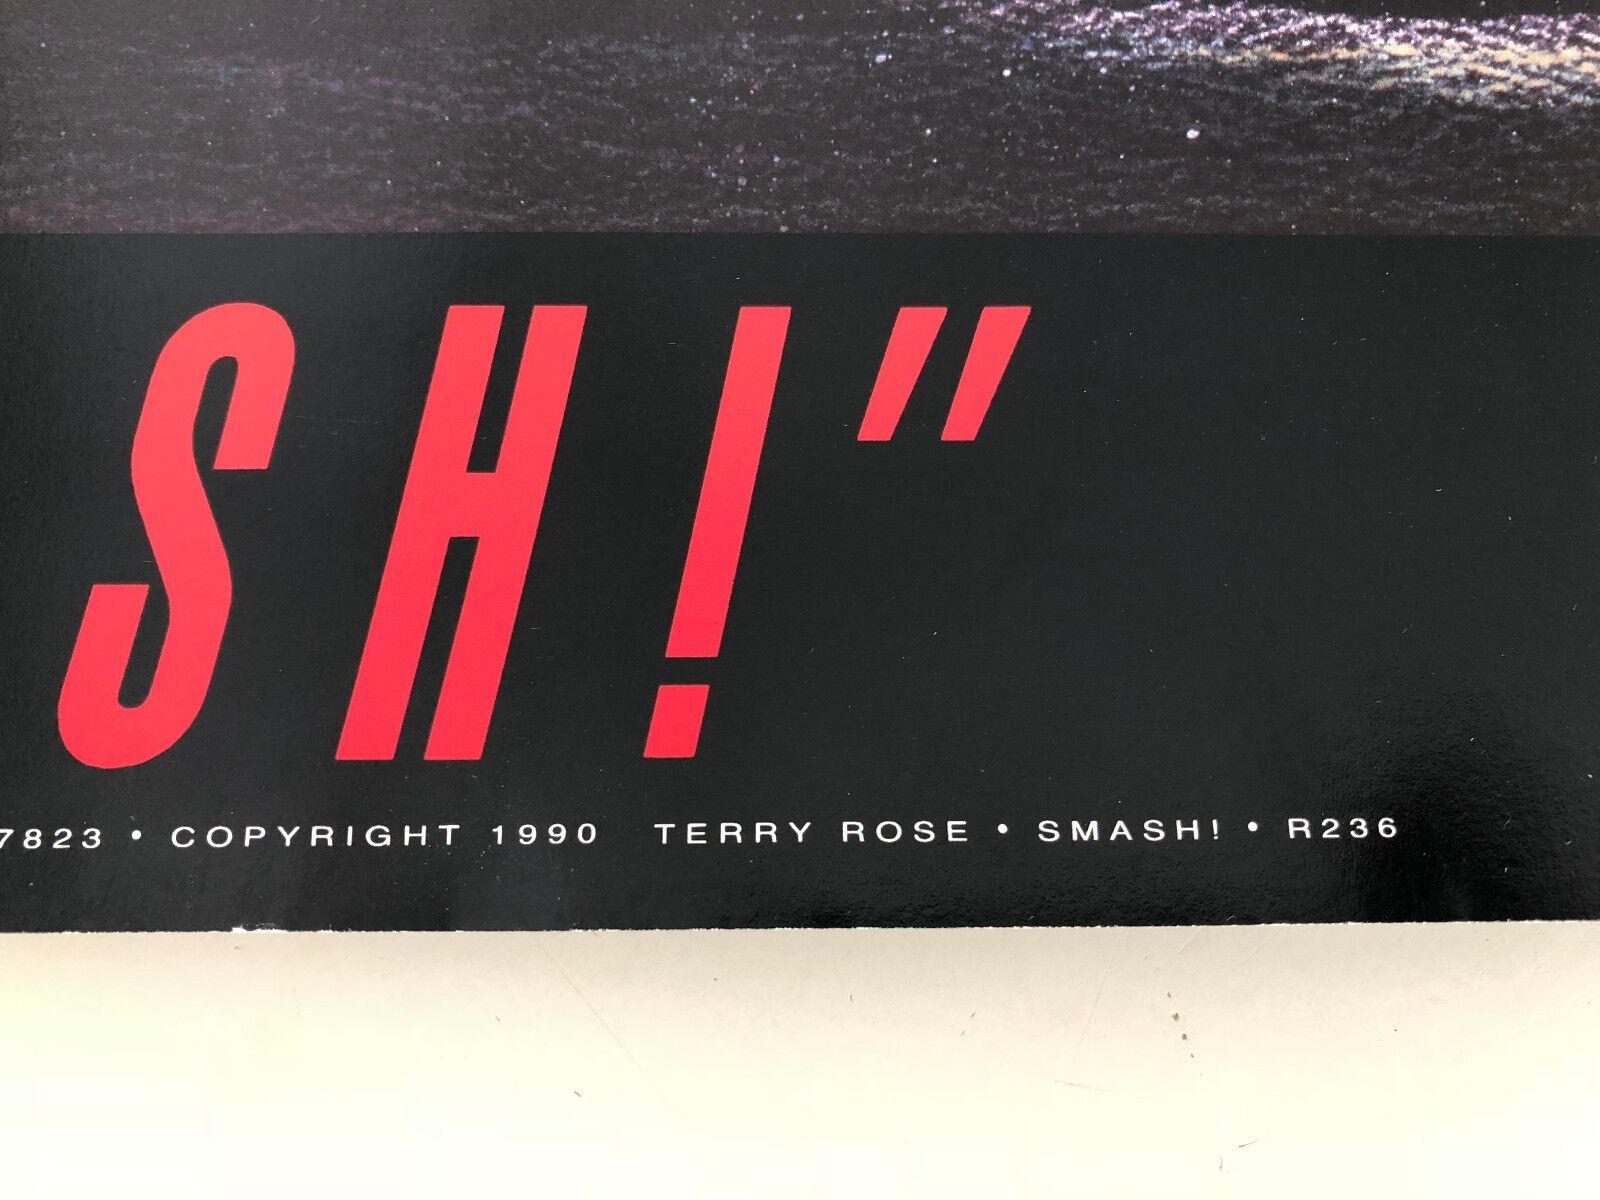 SH!"
7823 • COPYRIGHT 1990 TERRY ROSE • SMASH! • R236